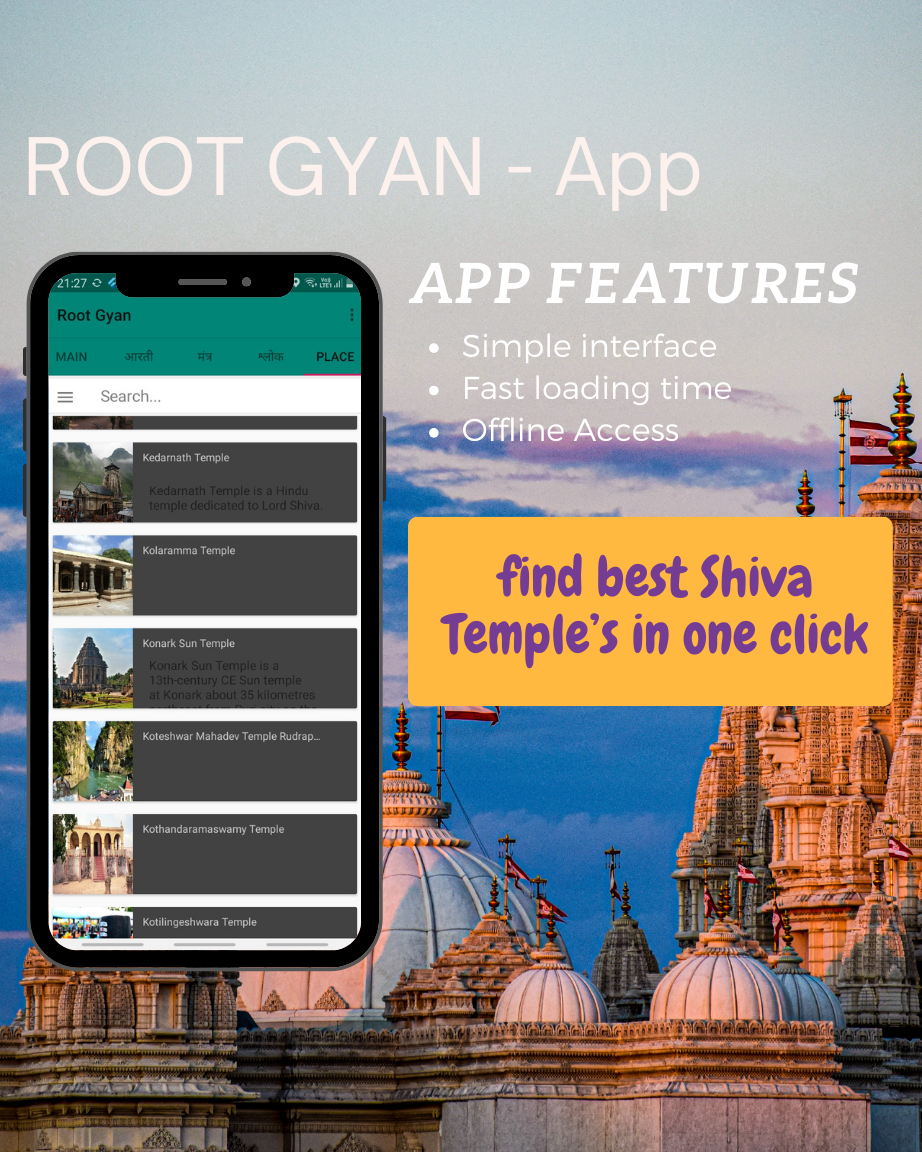 ROOT GYAN - App
APP FEATURES
Simple interface
Fast loading time
Offline Access
find best Shiva
Temple's in one click
21:27
Root Gyan
MAIN आरती मंत्र श्लोक PLACE
Search...
Kedarnath Temple
Kedarnath Temple is a Hindu
temple dedicated to Lord Shiva.
Kolaramma Temple
Konark Sun Temple
Konark Sun Temple is a
13th-century CE Sun temple
at Konark about 35 kilometres
Koteshwar Mahadev Temple Rudrap...
Kothandaramaswamy Temple
Kotilingeshwara Temple